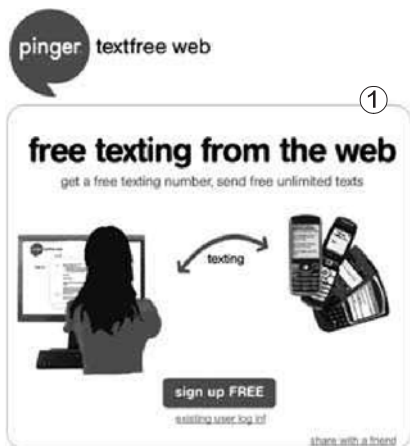 pinger textfree web
①
free texting from the web
get a free texting number, send free unlimited texts
texting
sign up FREE
existing user log in!
share with a friend